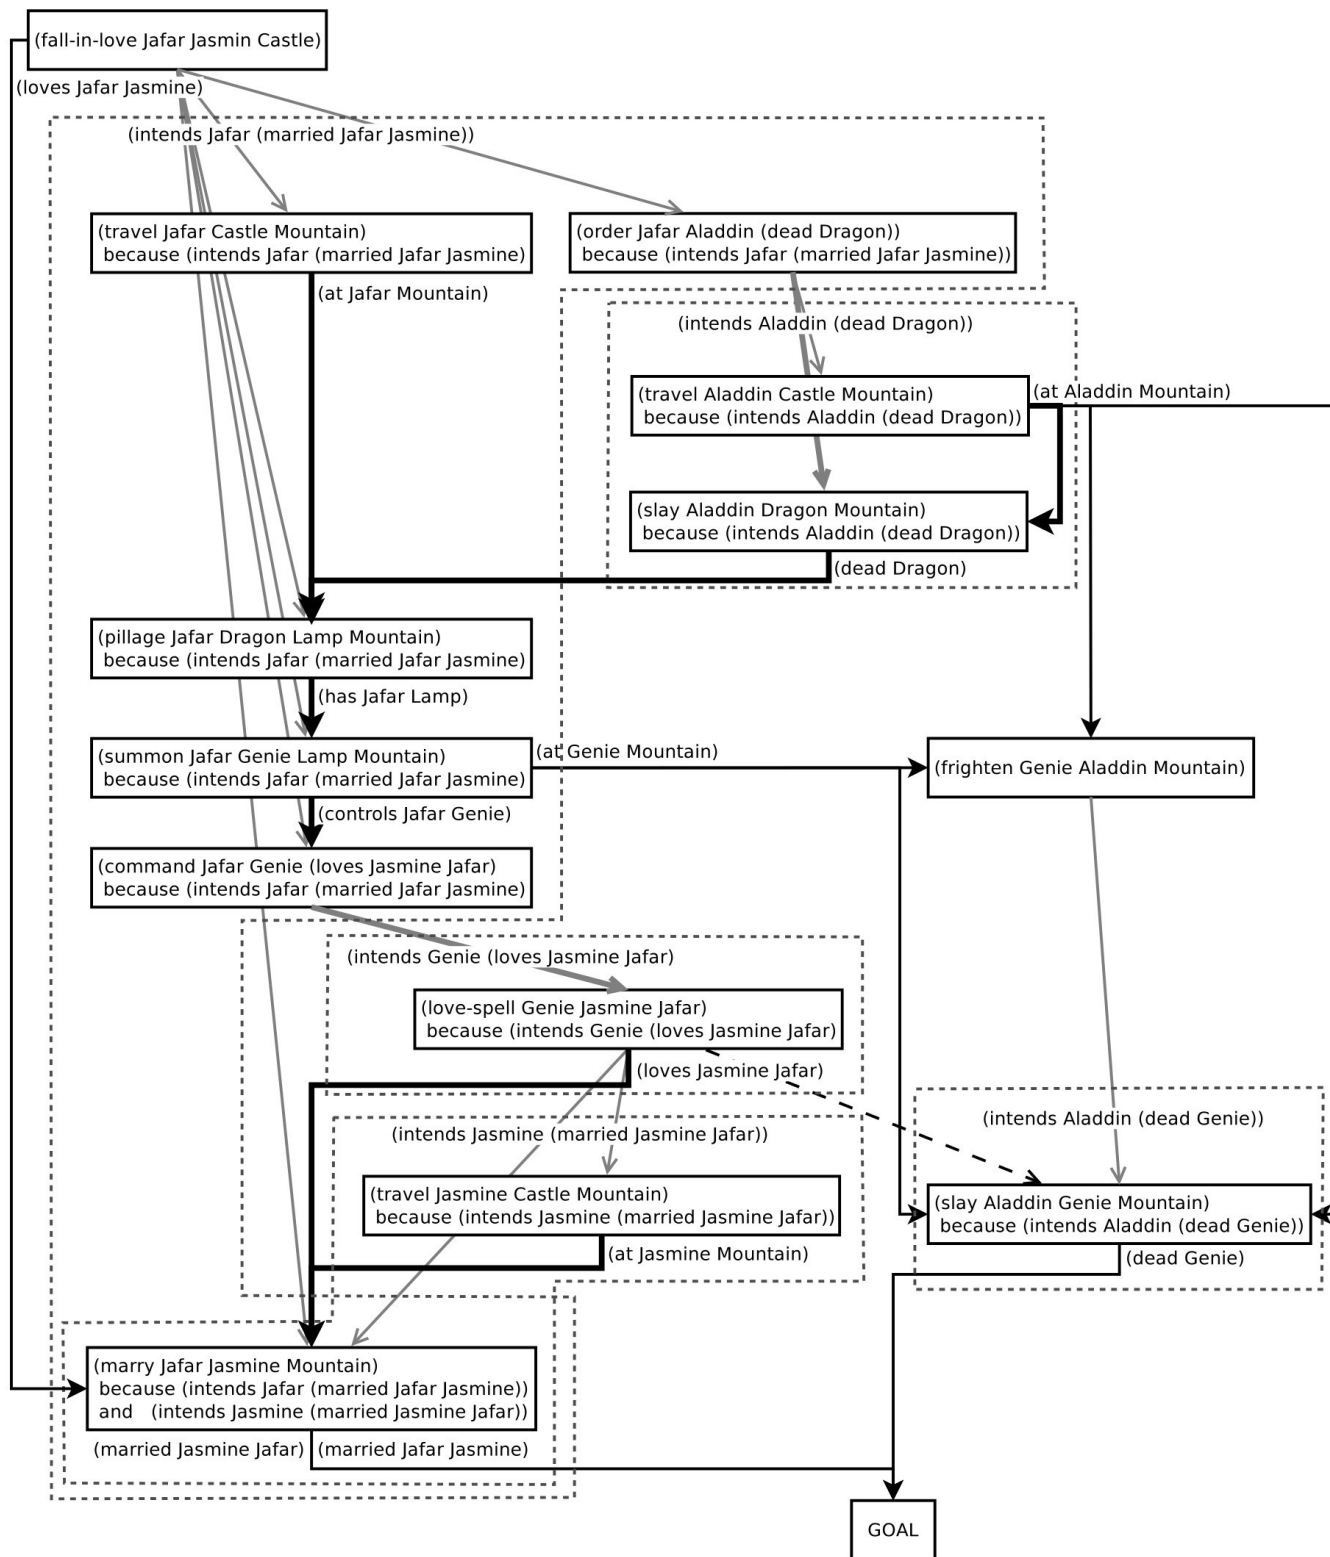 (fall-in-love Jafar Jasmin Castle)
(loves Jafar Jasmine)
(intends Jafar (married Jafar Jasmine))
(travel Jafar Castle Mountain)
because (intends Jafar (married Jafar Jasmine)
(order Jafar Aladdin (dead Dragon))
because (intends Jafar (married Jafar Jasmine))
(at Jafar Mountain)
(intends Aladdin (dead Dragon))
(travel Aladdin Castle Mountain)
because (intends Aladdin (dead Dragon))
(at Aladdin Mountain)
(slay Aladdin Dragon Mountain)
because (intends Aladdin (dead Dragon))
(dead Dragon)
(pillage Jafar Dragon Lamp Mountain)
because (intends Jafar (married Jafar Jasmine)
(has Jafar Lamp)
(summon Jafar Genie Lamp Mountain)
because (intends Jafar (married Jafar Jasmine)
(at Genie Mountain)
(frighten Genie Aladdin Mountain)
(controls Jafar Genie)
(command Jafar Genie (loves Jasmine Jafar)
because (intends Jafar (married Jafar Jasmine)
(intends Genie (loves Jasmine Jafar)
(love-spell Genie Jasmine Jafar)
because (intends Genie (loves Jasmine Jafar)
(loves Jasmine Jafar)
(intends Jasmine (married Jasmine Jafar))
(intends Aladdin (dead Genie))
(travel Jasmine Castle Mountain)
because (intends Jasmine (married Jasmine Jafar))
(at Jasmine Mountain)
(slay Aladdin Genie Mountain)
because (intends Aladdin (dead Genie))
(dead Genie)
(marry Jafar Jasmine Mountain)
because (intends Jafar (married Jafar Jasmine))
and (intends Jasmine (married Jasmine Jafar))
(married Jasmine Jafar)
(married Jafar Jasmine)
GOAL